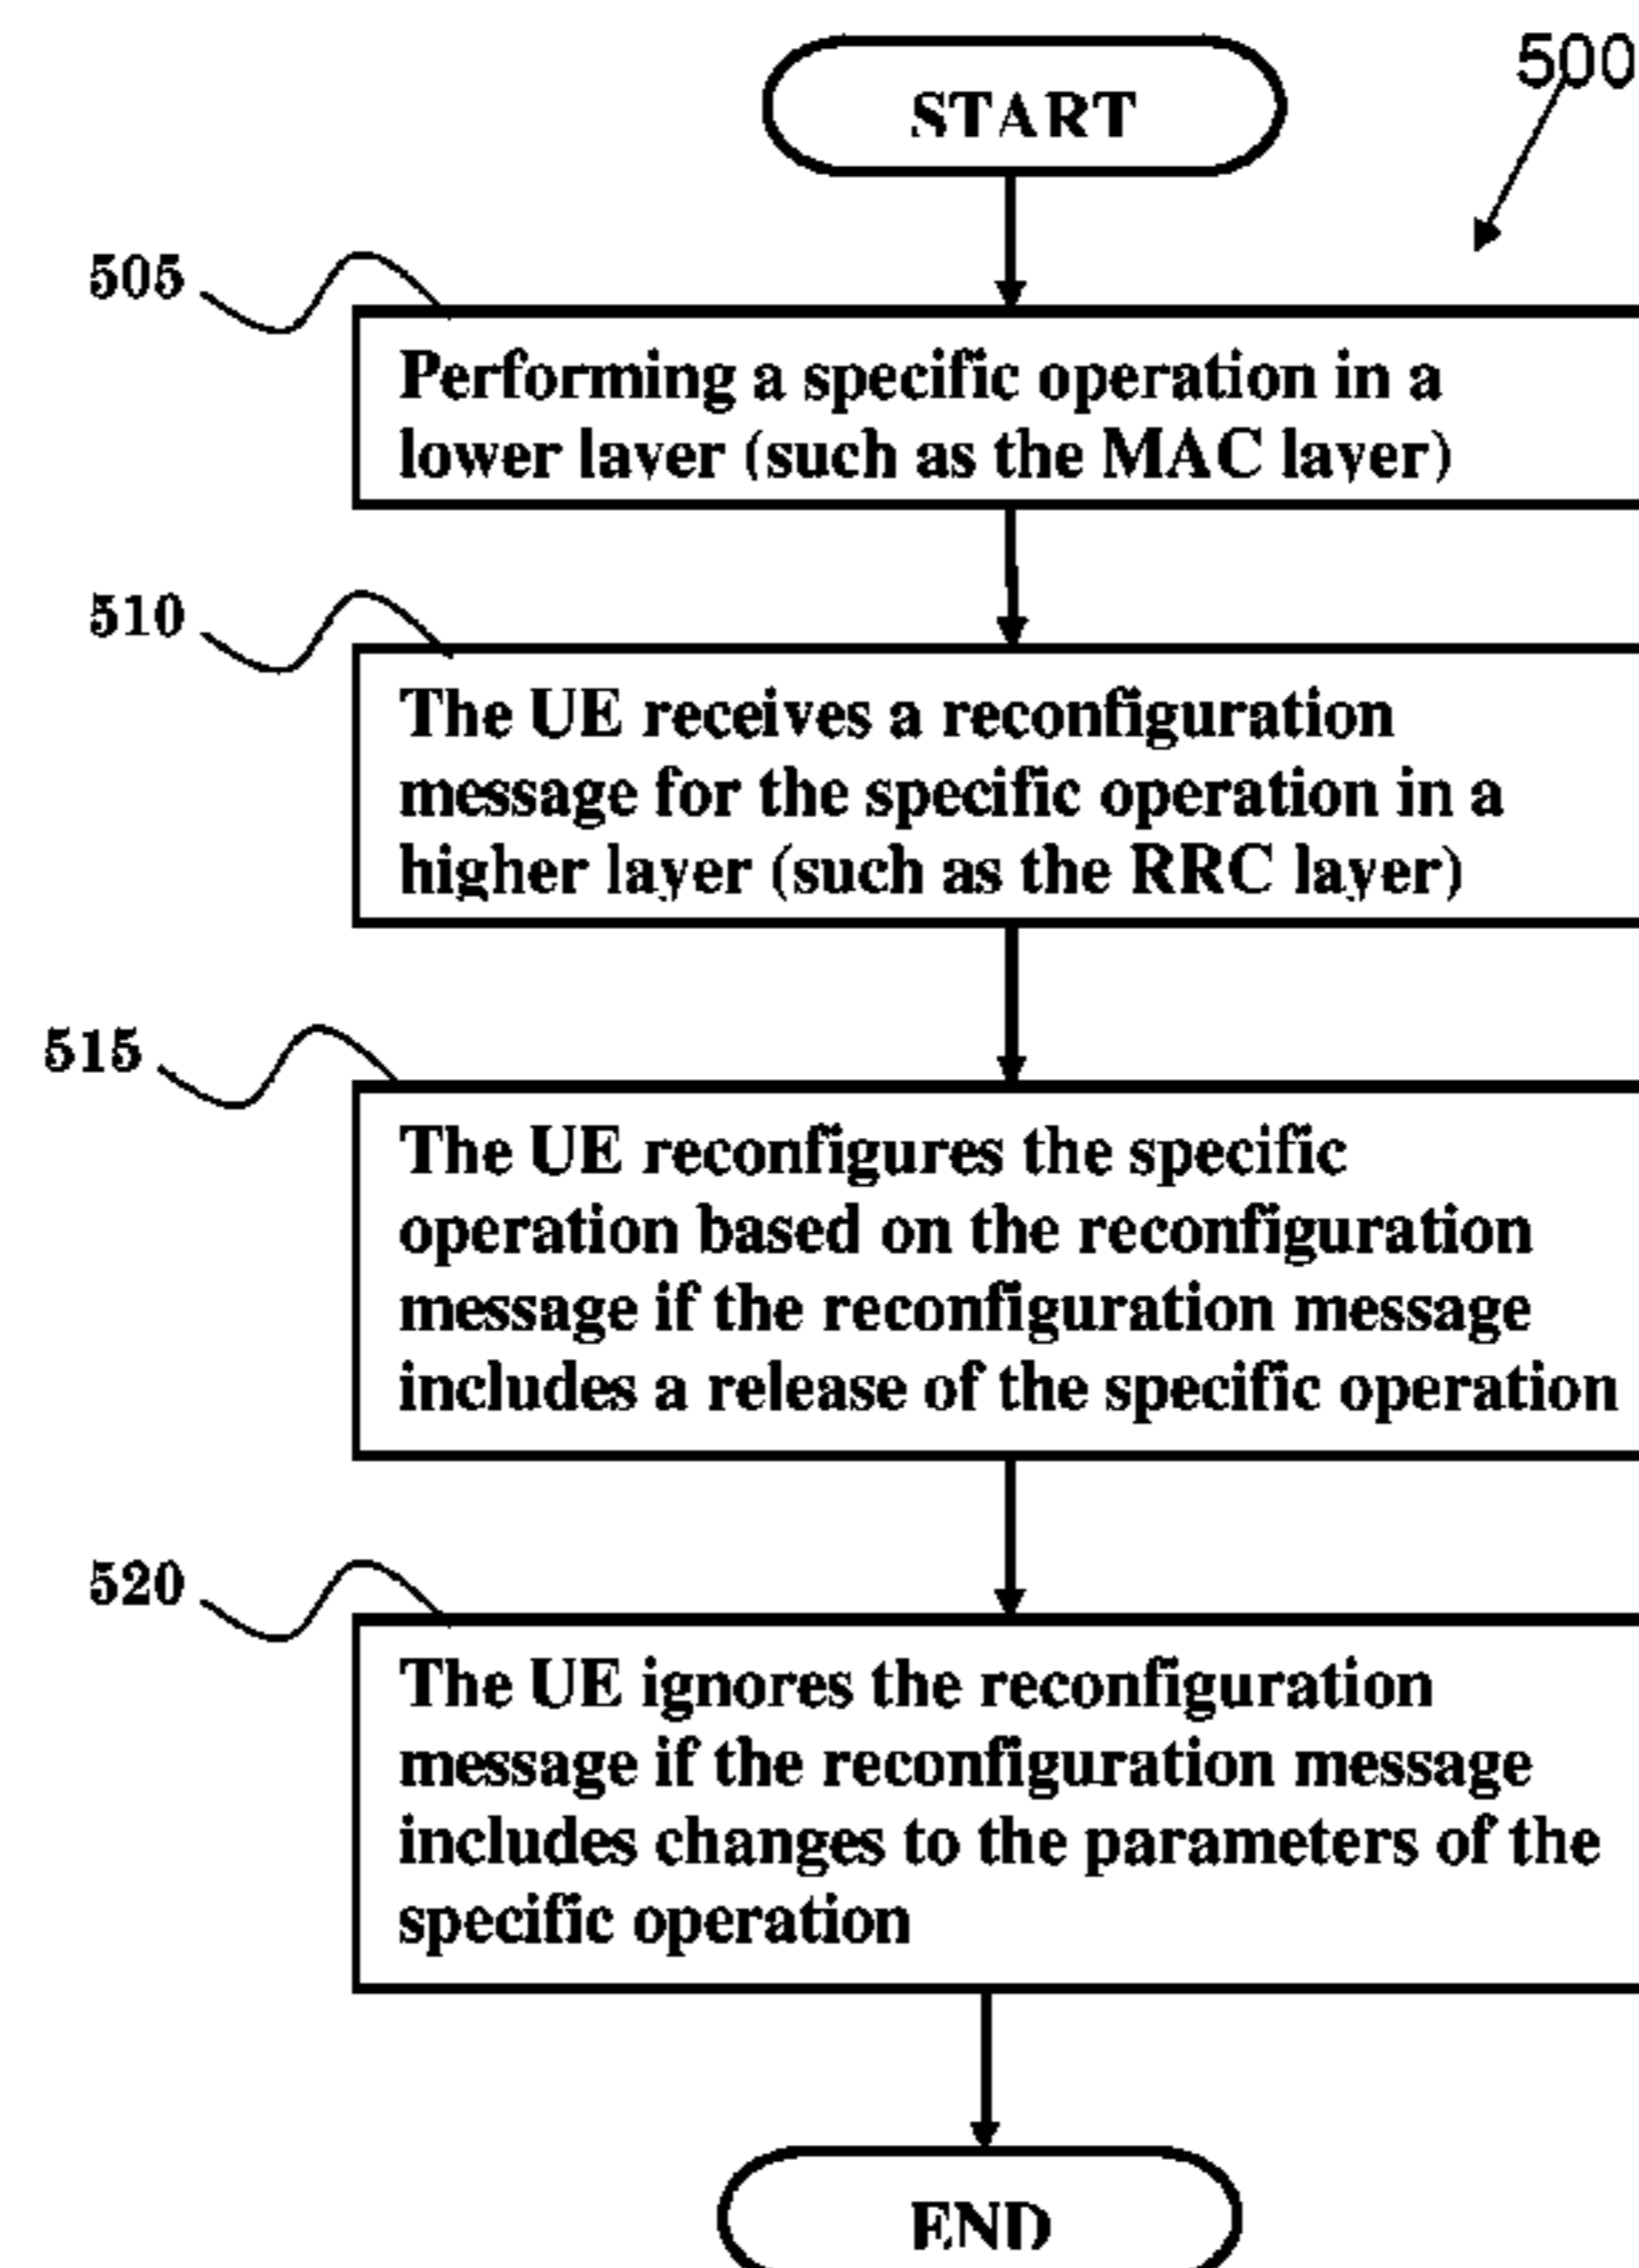 START
500
505
Performing a specific operation in a
lower layer (such as the MAC layer)
510
The UE receives a reconfiguration
message for the specific operation in a
higher layer (such as the RRC layer)
515
The UE reconfigures the specific
operation based on the reconfiguration
message if the reconfiguration message
includes a release of the specific operation
520
The UE ignores the reconfiguration
message if the reconfiguration message
includes changes to the parameters of the
specific operation
END